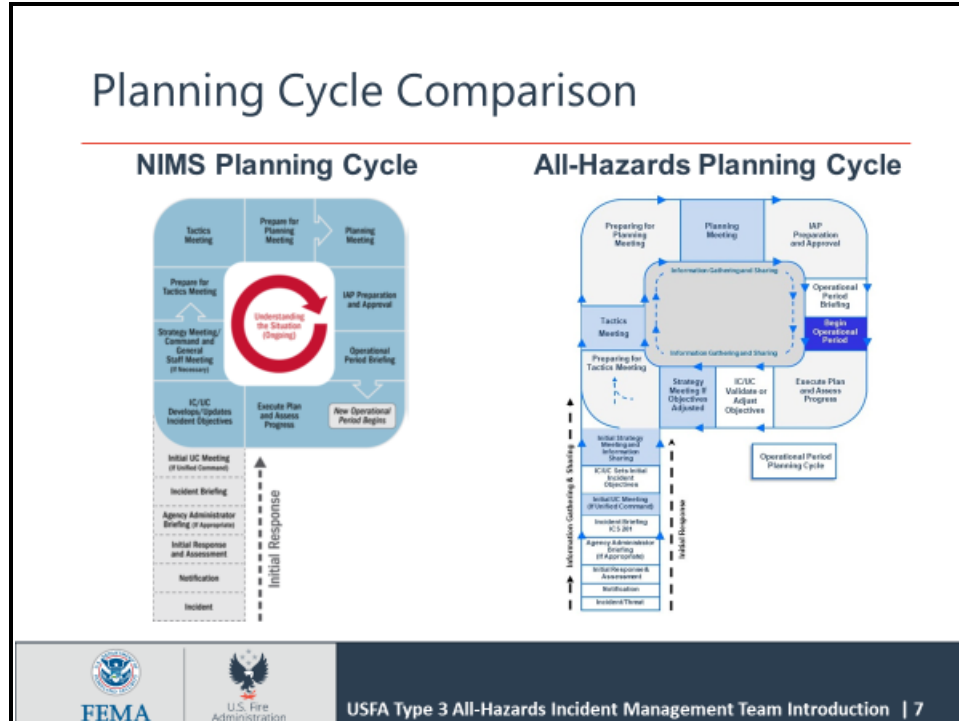 Planning Cycle Comparison
NIMS Planning Cycle
Tactics
Meeting
Prepare for
Planning
Meeting
Planning
Meeting
Prepare for
Tactics Meeting
Understanding
the Situation
(Ongoing)
IAP Preparation
and Approval
Strategy Meeting/
Command and
General
Staff Meeting
(If Necessary)
Operational
Period Briefing
IC/UC
Develops/Updates
Incident Objectives
Execute Plan
and Assess
Progress
New Operational
Period Begins
Initial UC Meeting
(If Unified Command)
Incident Briefing
Agency Administrator
Briefing (If Appropriate)
Initial Response
and Assessment
Notification
Incident
Initial Response
All-Hazards Planning Cycle
Preparing for
Planning
Meeting
Planning
Meeting
IAP
Preparation
and Approval
Information Gathering and Sharing
Operational
Period
Briefing
Begin
Operational
Period
Tactics
Meeting
Information Gathering and Sharing
Preparing for
Tactics Meeting
Strategy
Meeting If
Objectives
Adjusted
IC/UC
Validate or
Adjust
Objectives
Execute Plan
and Assess
Progress
Initial Strategy
Meeting and
Information
Sharing
IC/UC Sets Initial
Incident
Objectives
Initial UC Meeting
(If Unified Command)
Incident Briefing
ICS 201
Agency Administrator
Briefing
(If Appropriate)
Initial Response &
Assessment
Notification
Incident/Threat
Information Gathering & Sharing
Initial Response
Operational Period
Planning Cycle
FEMA
U.S. Fire
Administration
USFA Type 3 All-Hazards Incident Management Team Introduction | 7